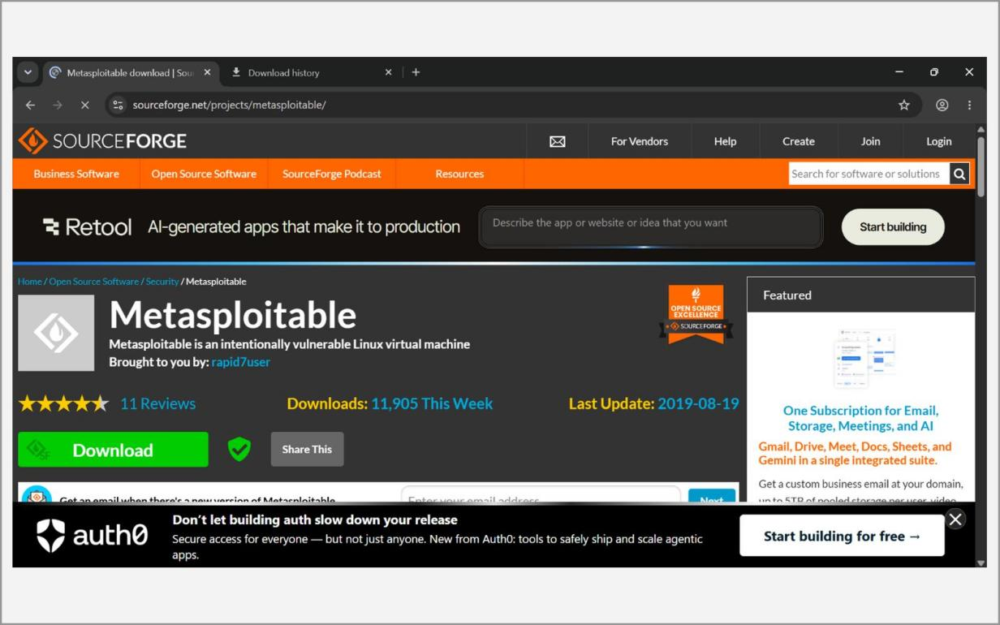 Metasploitable download | Sou
Download history
sourceforge.net/projects/metasploitable/
SOURCEFORGE
For Vendors
Help
Create
Join
Login
Business Software
Open Source Software
SourceForge Podcast
Resources
Search for software or solutions
Retool
AI-generated apps that make it to production
Describe the app or website or idea that you want
Start building
Home / Open Source Software / Security / Metasploitable
Metasploitable
Metasploitable is an intentionally vulnerable Linux virtual machine
Brought to you by: rapid7user
OPEN SOURCE
EXCELLENCE
SOURCEFORGE
11 Reviews
Downloads: 11,905 This Week
Last Update: 2019-08-19
SF
Download
Share This
Get an email when there's a new version of Metasploitable
Enter your email address
Next
Featured
One Subscription for Email,
Storage, Meetings, and AI
Gmail, Drive, Meet, Docs, Sheets, and
Gemini in a single integrated suite.
Get a custom business email at your domain,
up to 5TB of pooled storage per user, video
auth0
Don’t let building auth slow down your release
Secure access for everyone — but not just anyone. New from Auth0: tools to safely ship and scale agentic
apps.
Start building for free →